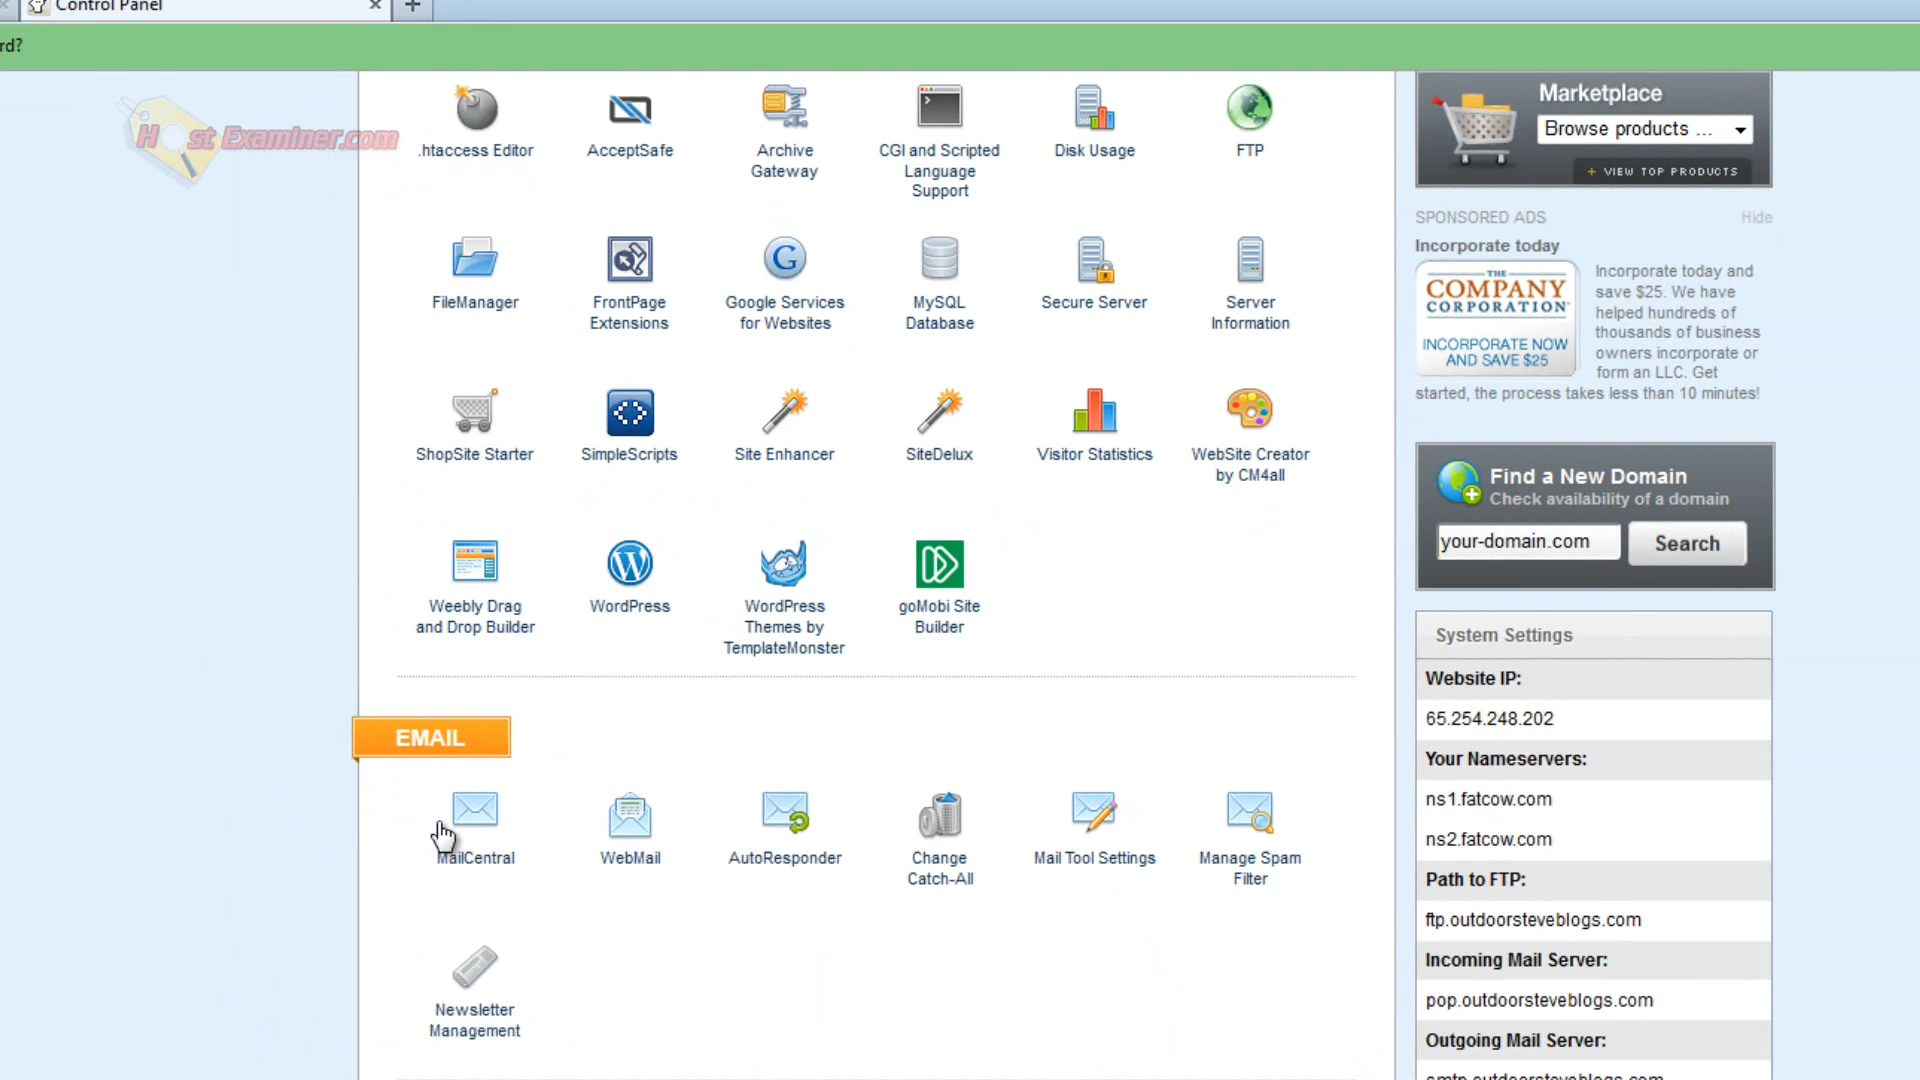 Control Panel
rd?
Host Examiner.com
.htaccess Editor
AcceptSafe
Archive
Gateway
CGI and Scripted
Language
Support
Disk Usage
FTP
FileManager
FrontPage
Extensions
Google Services
for Websites
MySQL
Database
Secure Server
Server
Information
ShopSite Starter
SimpleScripts
Site Enhancer
SiteDelux
Visitor Statistics
WebSite Creator
by CM4all
Weebly Drag
and Drop Builder
WordPress
WordPress
Themes by
TemplateMonster
goMobi Site
Builder
EMAIL
MailCentral
WebMail
AutoResponder
Change
Catch-All
Mail Tool Settings
Manage Spam
Filter
Newsletter
Management
Marketplace
Browse products ...
+ VIEW TOP PRODUCTS
SPONSORED ADS Hide
Incorporate today
THE
COMPANY
CORPORATION
INCORPORATE NOW
AND SAVE $25
Incorporate today and
save $25. We have
helped hundreds of
thousands of business
owners incorporate or
form an LLC. Get
started, the process takes less than 10 minutes!
Find a New Domain
Check availability of a domain
your-domain.com Search
System Settings
Website IP:
65.254.248.202
Your Nameservers:
ns1.fatcow.com
ns2.fatcow.com
Path to FTP:
ftp.outdoorsteveblogs.com
Incoming Mail Server:
pop.outdoorsteveblogs.com
Outgoing Mail Server:
smtp.outdoorsteveblogs.com